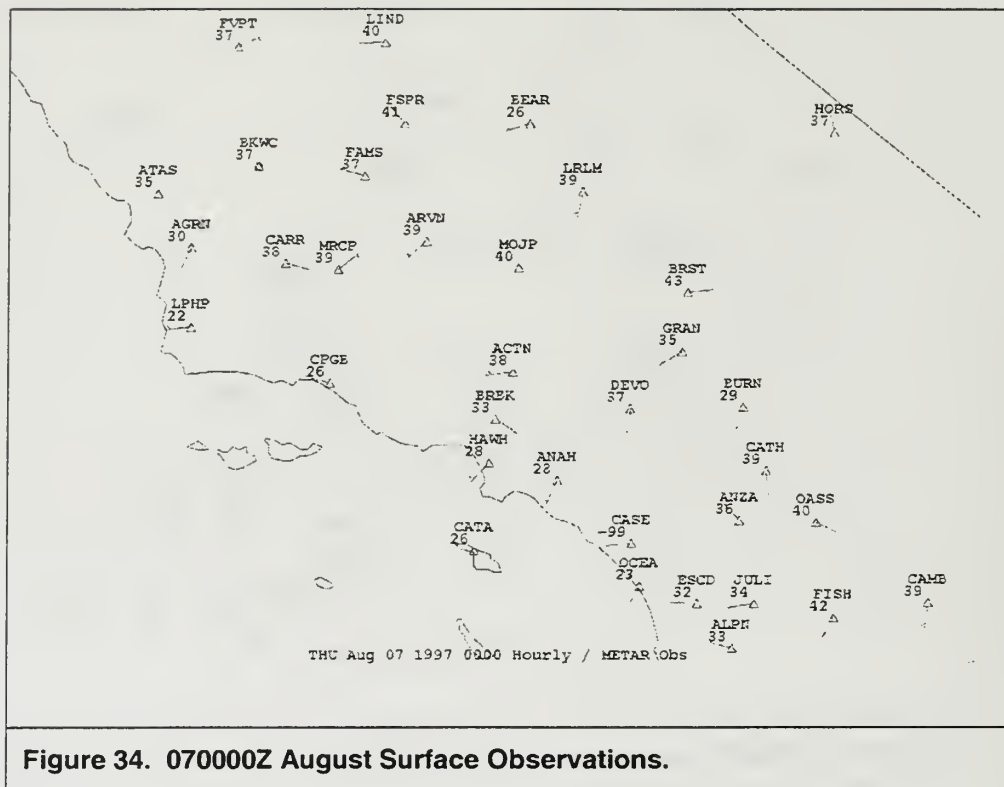 FVPT
37
LIND
40
FSPR
41
BEAR
26
HORS
37
BKWC
37
FAMS
37
ATAS
35
LRLM
39
AGRN
30
ARVN
39
CARR
38
MRCP
39
MOJP
40
BRST
43
LPHP
22
GRAN
35
ACTN
38
CPGE
26
DEVO
37
BURN
29
BREK
33
HAWH
28
ANAH
28
CATH
39
ANZA
36
OASS
40
CASE
-99
CATA
26
OCEA
23
ESCD
32
JULI
34
FISH
42
CAMB
39
ALPN
33
THU Aug 07 1997 0000 Hourly / METAR Obs
Figure 34. 070000Z August Surface Observations.